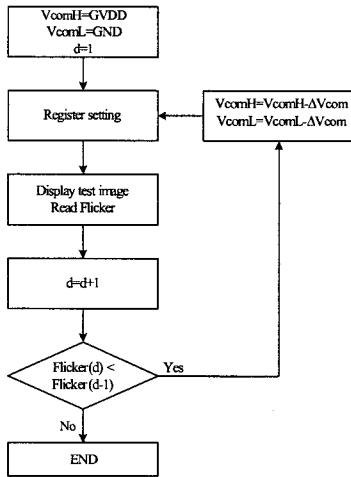 VcomH=GVDD
VcomL=GND
d=1
Register setting
VcomH=VcomH-ΔVcom
VcomL=VcomL-ΔVcom
Display test image
Read Flicker
d=d+1
Flicker(d) <
Flicker(d-1)
Yes
No
END